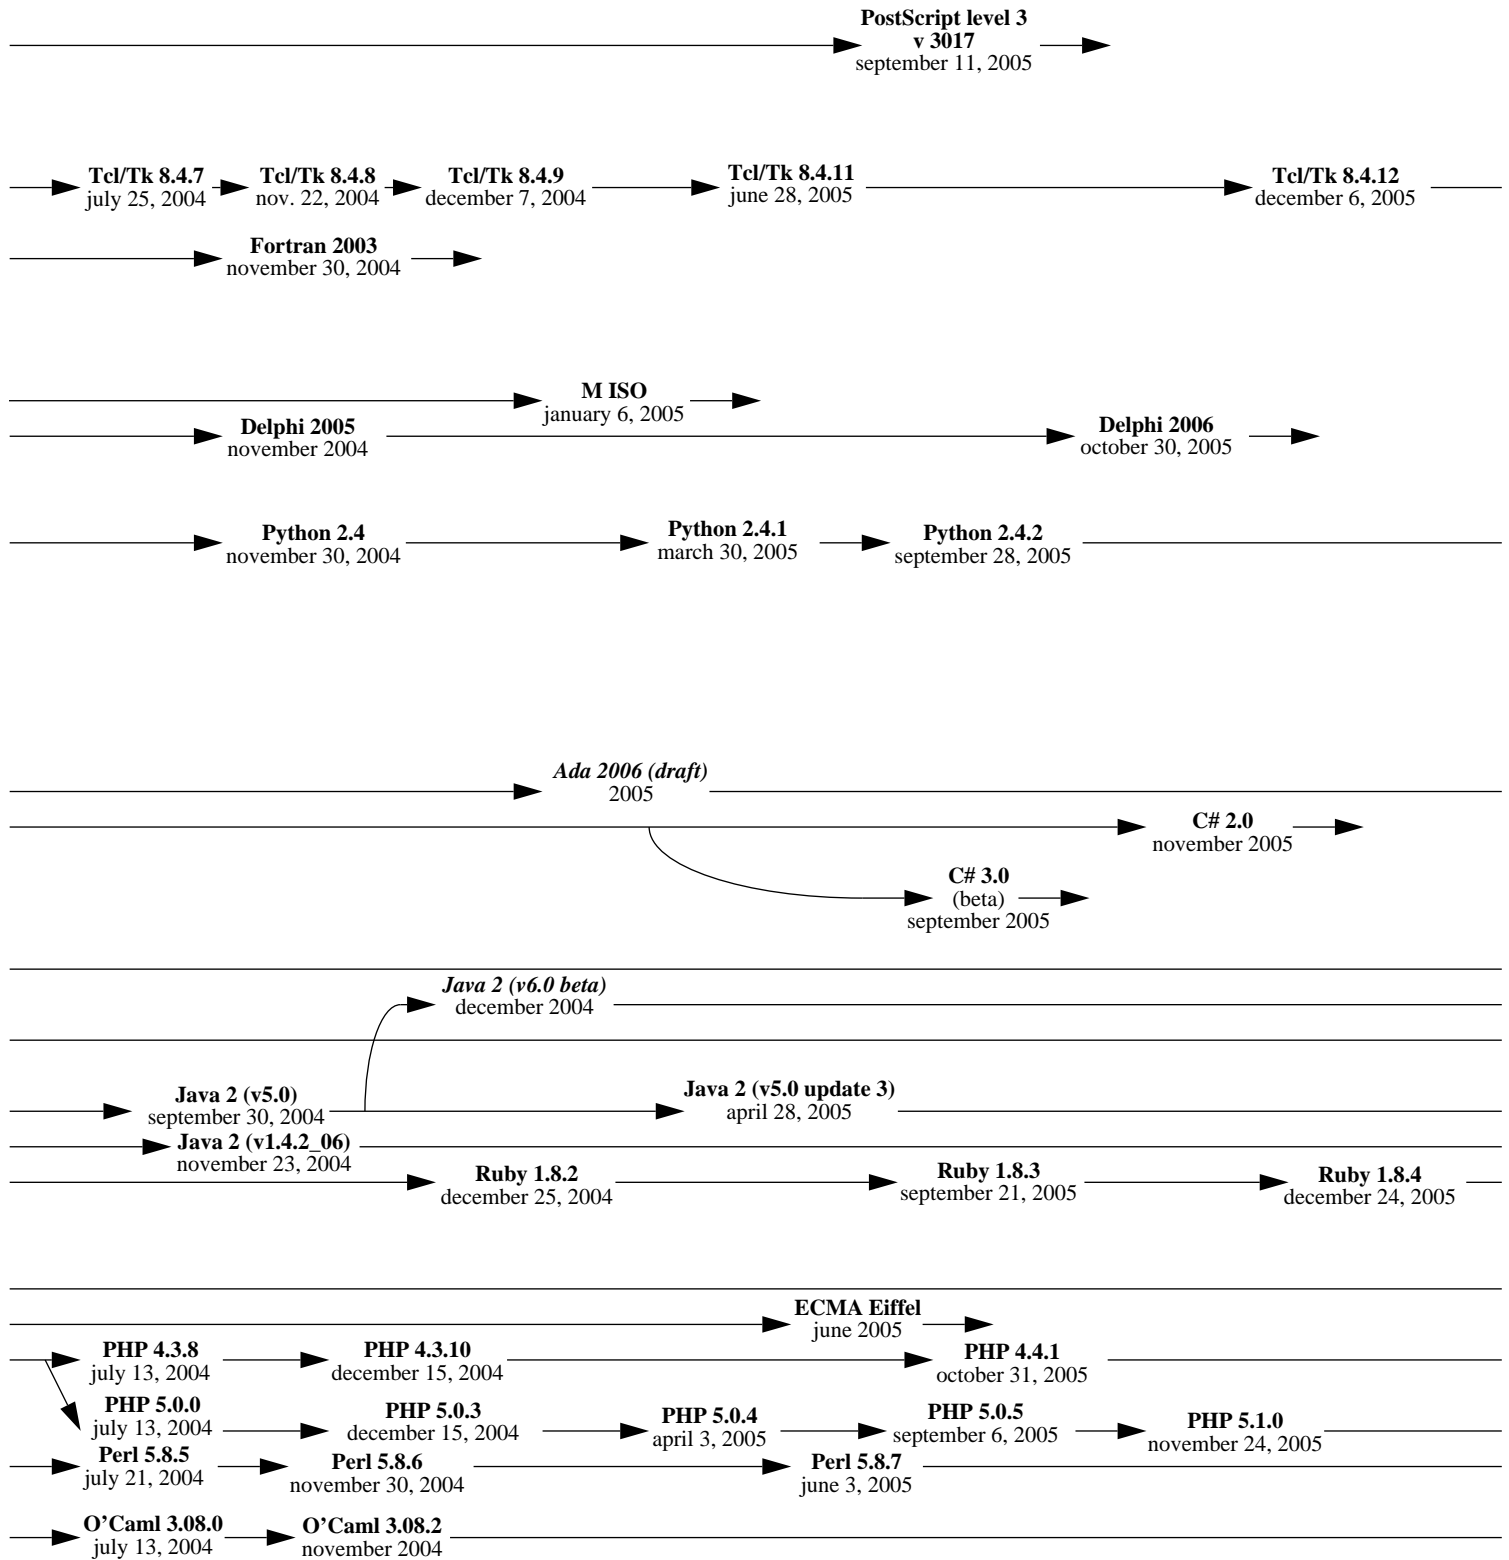 PostScript level 3
v 3017
september 11, 2005
Tcl/Tk 8.4.7
july 25, 2004
Tcl/Tk 8.4.8
nov. 22, 2004
Tcl/Tk 8.4.9
december 7, 2004
Tcl/Tk 8.4.11
june 28, 2005
Tcl/Tk 8.4.12
december 6, 2005
Fortran 2003
november 30, 2004
M ISO
january 6, 2005
Delphi 2005
november 2004
Delphi 2006
october 30, 2005
Python 2.4
november 30, 2004
Python 2.4.1
march 30, 2005
Python 2.4.2
september 28, 2005
Ada 2006 (draft)
2005
C# 2.0
november 2005
C# 3.0
(beta)
september 2005
Java 2 (v6.0 beta)
december 2004
Java 2 (v5.0)
september 30, 2004
Java 2 (v5.0 update 3)
april 28, 2005
Java 2 (v1.4.2_06)
november 23, 2004
Ruby 1.8.2
december 25, 2004
Ruby 1.8.3
september 21, 2005
Ruby 1.8.4
december 24, 2005
ECMA Eiffel
june 2005
PHP 4.3.8
july 13, 2004
PHP 4.3.10
december 15, 2004
PHP 4.4.1
october 31, 2005
PHP 5.0.0
july 13, 2004
PHP 5.0.3
december 15, 2004
PHP 5.0.4
april 3, 2005
PHP 5.0.5
september 6, 2005
PHP 5.1.0
november 24, 2005
Perl 5.8.5
july 21, 2004
Perl 5.8.6
november 30, 2004
Perl 5.8.7
june 3, 2005
O'Caml 3.08.0
july 13, 2004
O'Caml 3.08.2
november 2004